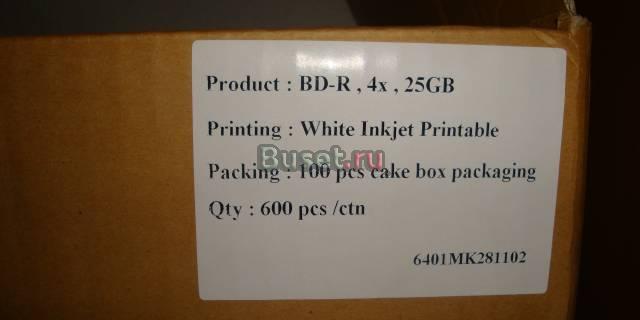 Product : BD-R , 4x , 25GB
Printing : White Inkjet Printable
Buset.ru
Packing : 100 pcs cake box packaging
Qty : 600 pcs /ctn
6401MK281102